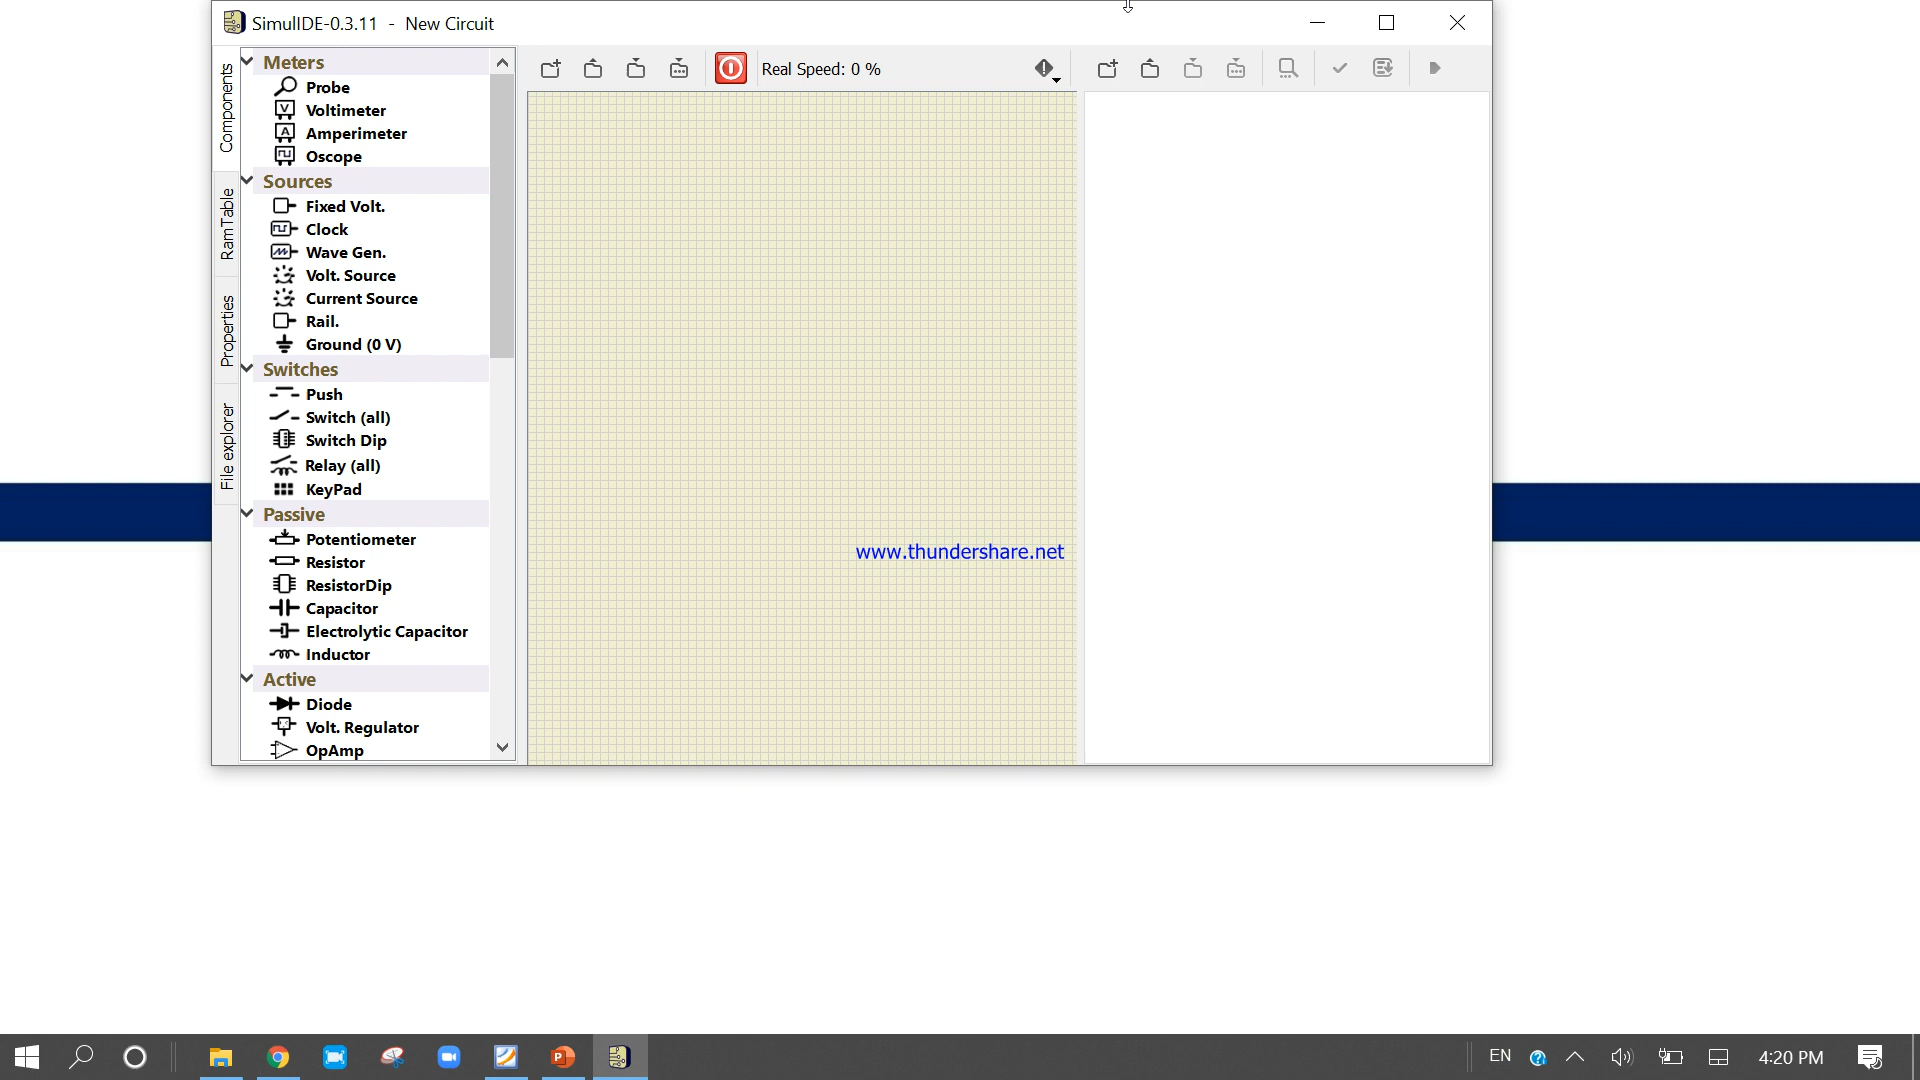 SimulIDE-0.3.11 - New Circuit
Components
RamTable
Properties
File explorer
Meters
Probe
Voltimeter
Amperimeter
Oscope
Sources
Fixed Volt.
Clock
Wave Gen.
Volt. Source
Current Source
Rail.
Ground (0 V)
Switches
Push
Switch (all)
Switch Dip
Relay (all)
KeyPad
Passive
Potentiometer
Resistor
ResistorDip
Capacitor
Electrolytic Capacitor
Inductor
Active
Diode
Volt. Regulator
OpAmp
Real Speed: 0 %
www.thundershare.net
EN
4:20 PM